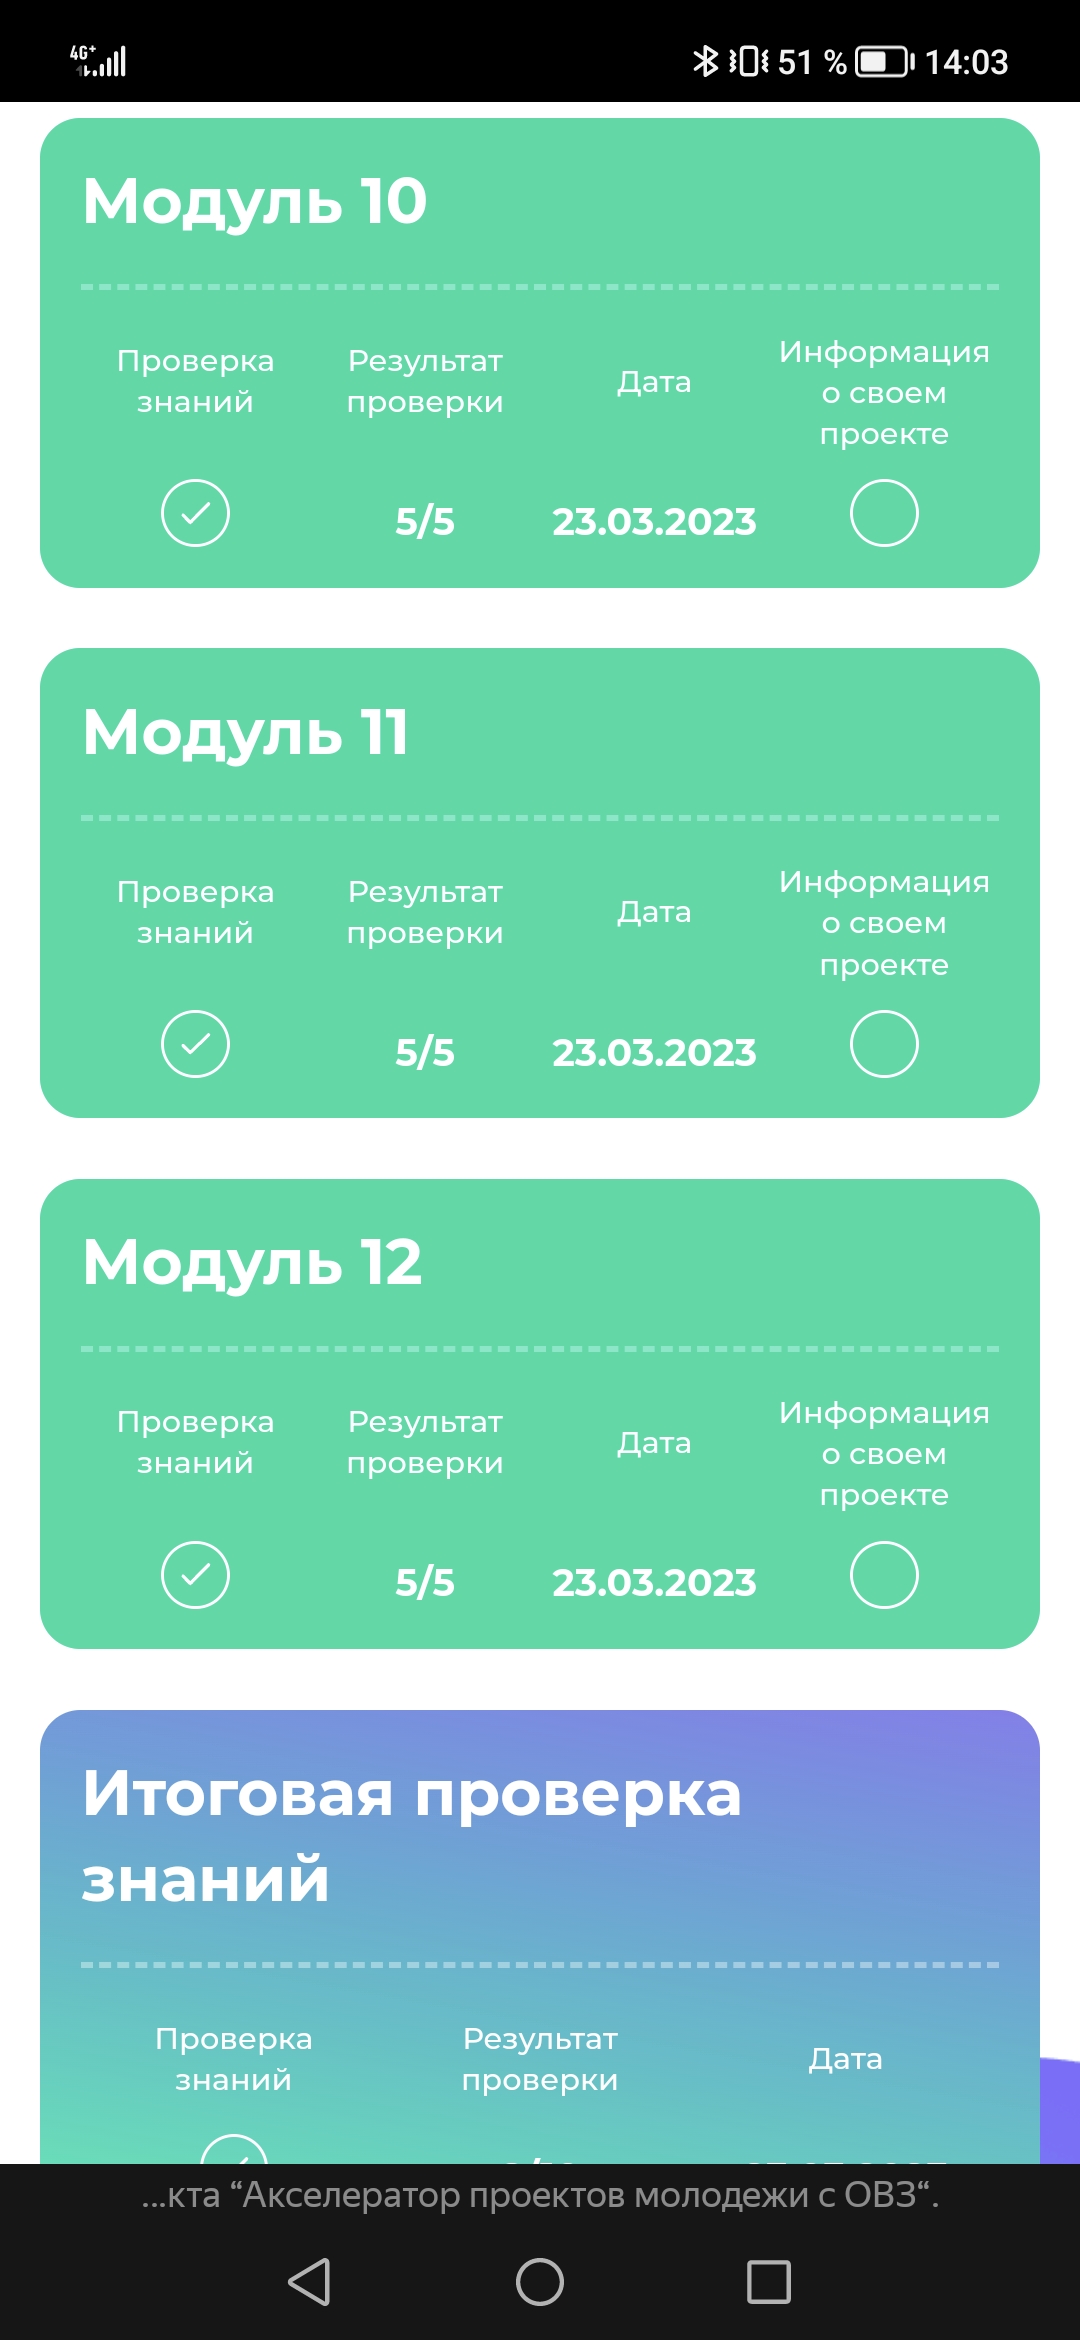 4G+ 51 % 14:03
Модуль 10
Проверка знаний
Результат проверки
Дата
Информация о своем проекте
5/5
23.03.2023
Модуль 11
Проверка знаний
Результат проверки
Дата
Информация о своем проекте
5/5
23.03.2023
Модуль 12
Проверка знаний
Результат проверки
Дата
Информация о своем проекте
5/5
23.03.2023
Итоговая проверка
знаний
Проверка знаний
Результат проверки
Дата
...кта “Акселератор проектов молодежи с ОВЗ“.